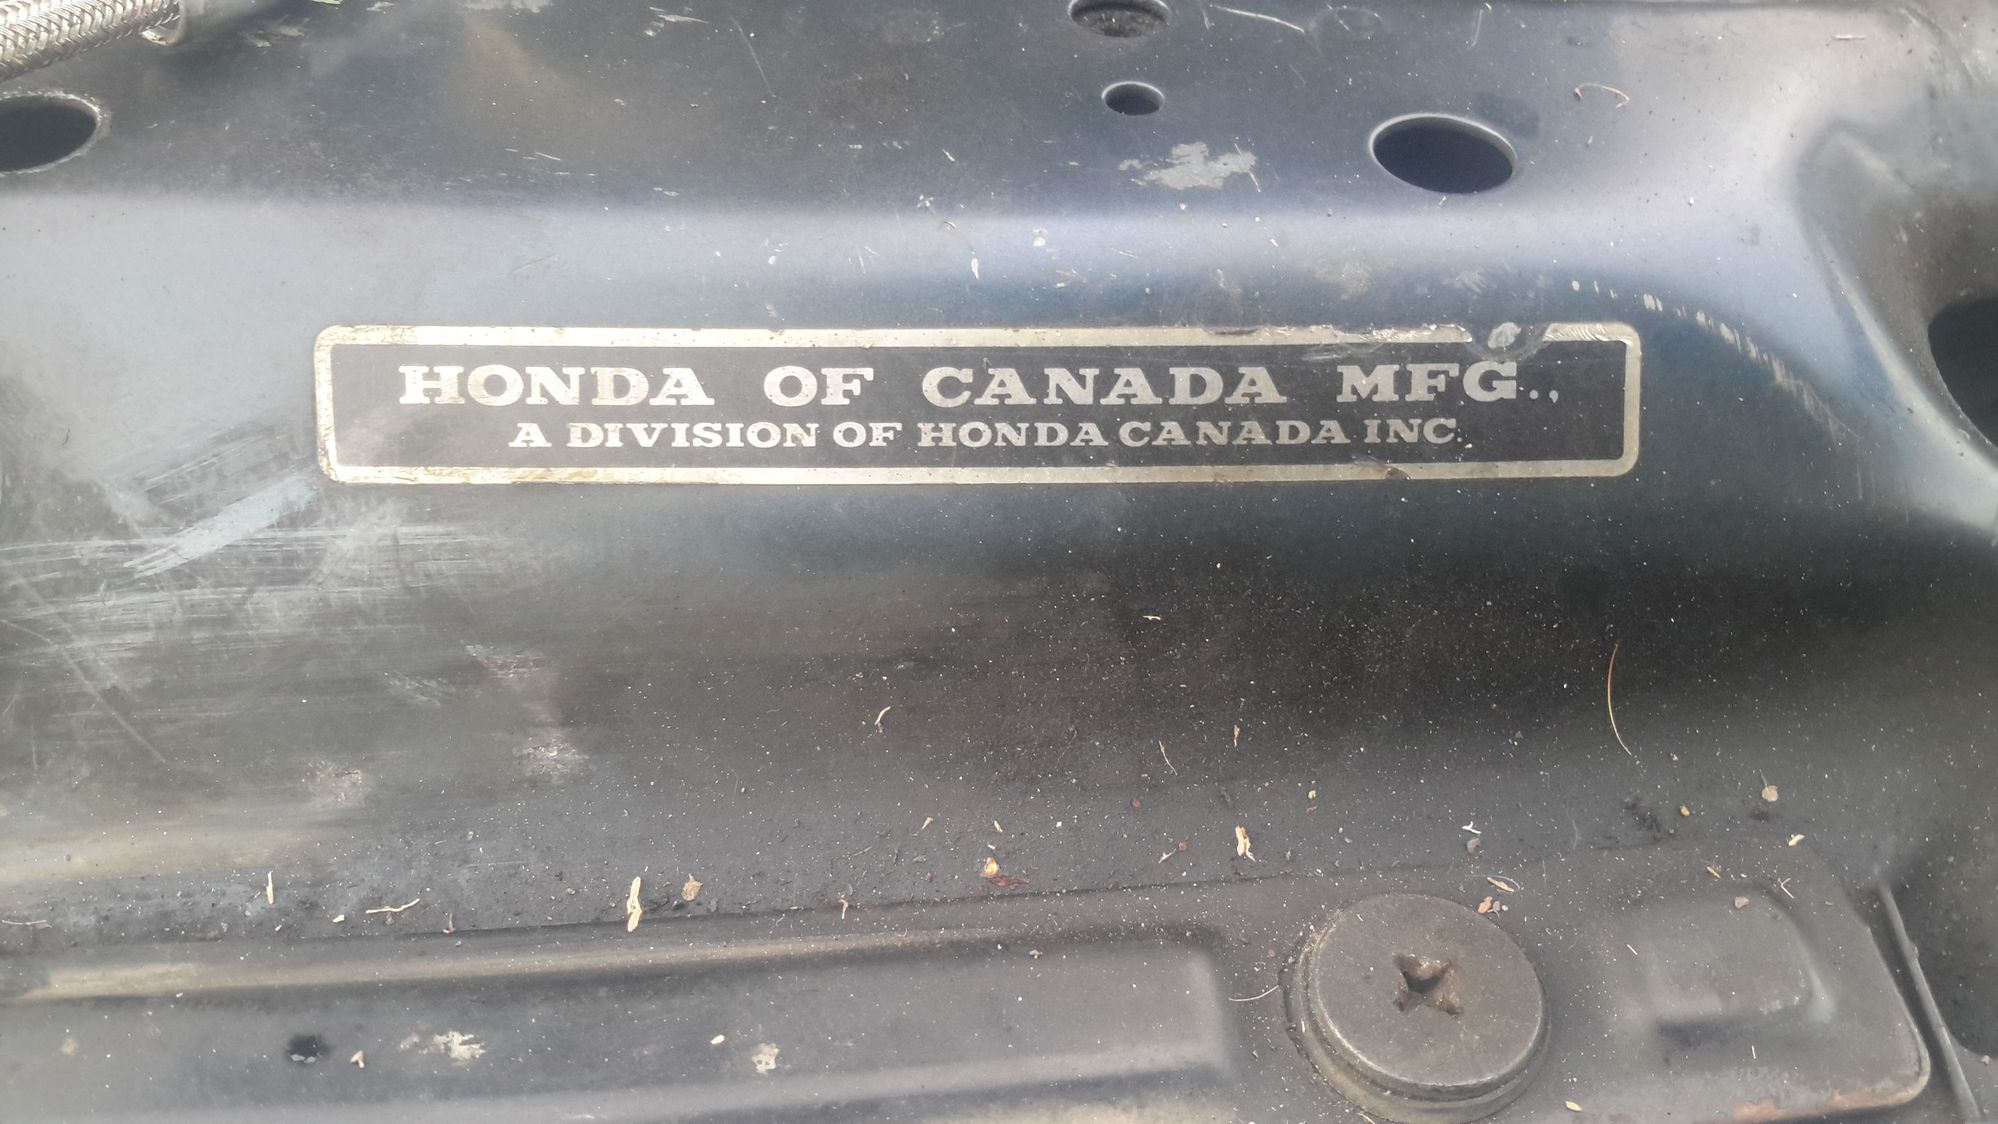 HONDA OF CANADA MFG.,
A DIVISION OF HONDA CANADA INC.